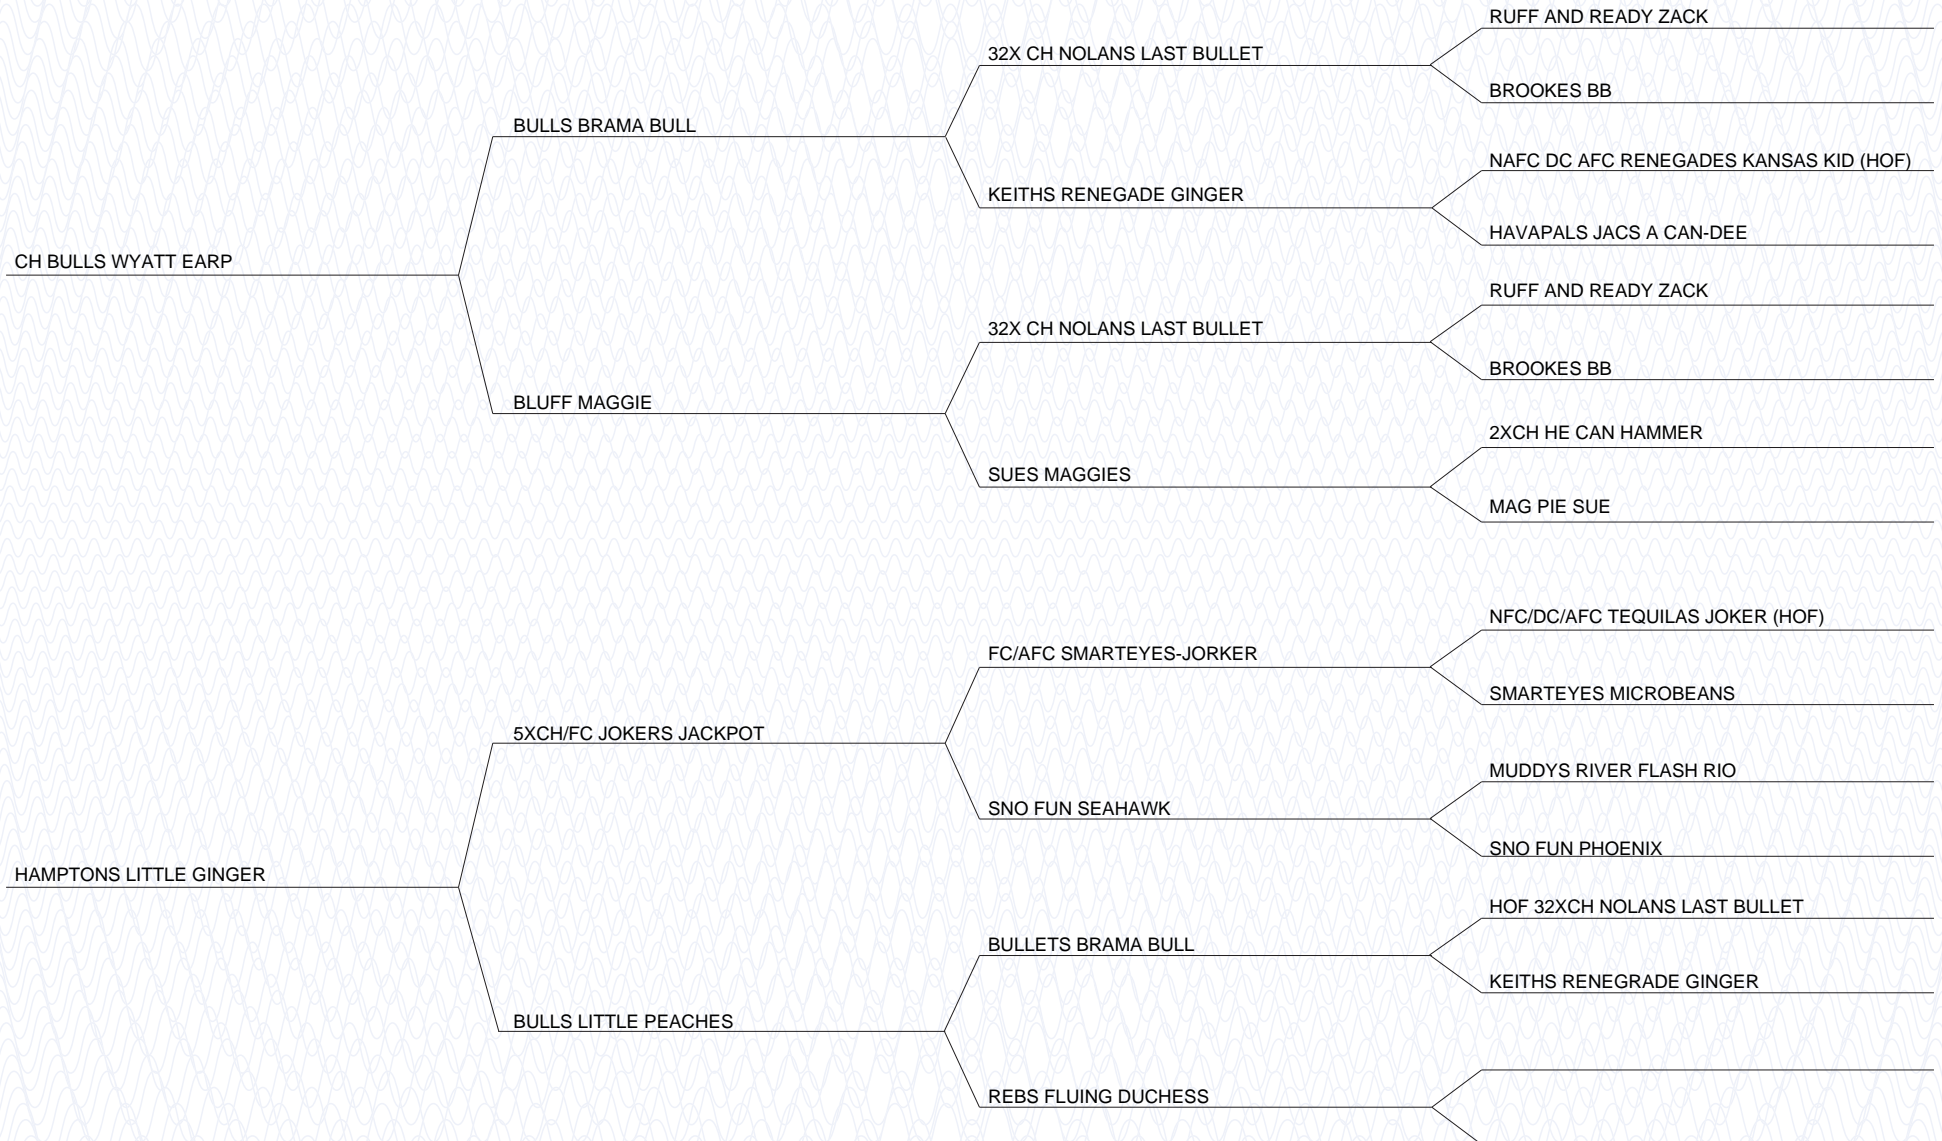 RUFF AND READY ZACK
32X CH NOLANS LAST BULLET
BROOKES BB
BULLS BRAMA BULL
NAFC DC AFC RENEGADES KANSAS KID (HOF)
KEITHS RENEGADE GINGER
HAVAPALS JACS A CAN-DEE
CH BULLS WYATT EARP
RUFF AND READY ZACK
32X CH NOLANS LAST BULLET
BROOKES BB
BLUFF MAGGIE
2XCH HE CAN HAMMER
SUES MAGGIES
MAG PIE SUE
NFC/DC/AFC TEQUILAS JOKER (HOF)
FC/AFC SMARTEYES-JORKER
SMARTEYES MICROBEANS
5XCH/FC JOKERS JACKPOT
MUDDYS RIVER FLASH RIO
SNO FUN SEAHAWK
SNO FUN PHOENIX
HAMPTONS LITTLE GINGER
HOF 32XCH NOLANS LAST BULLET
BULLETS BRAMA BULL
KEITHS RENEGRADE GINGER
BULLS LITTLE PEACHES
REBS FLUING DUCHESS